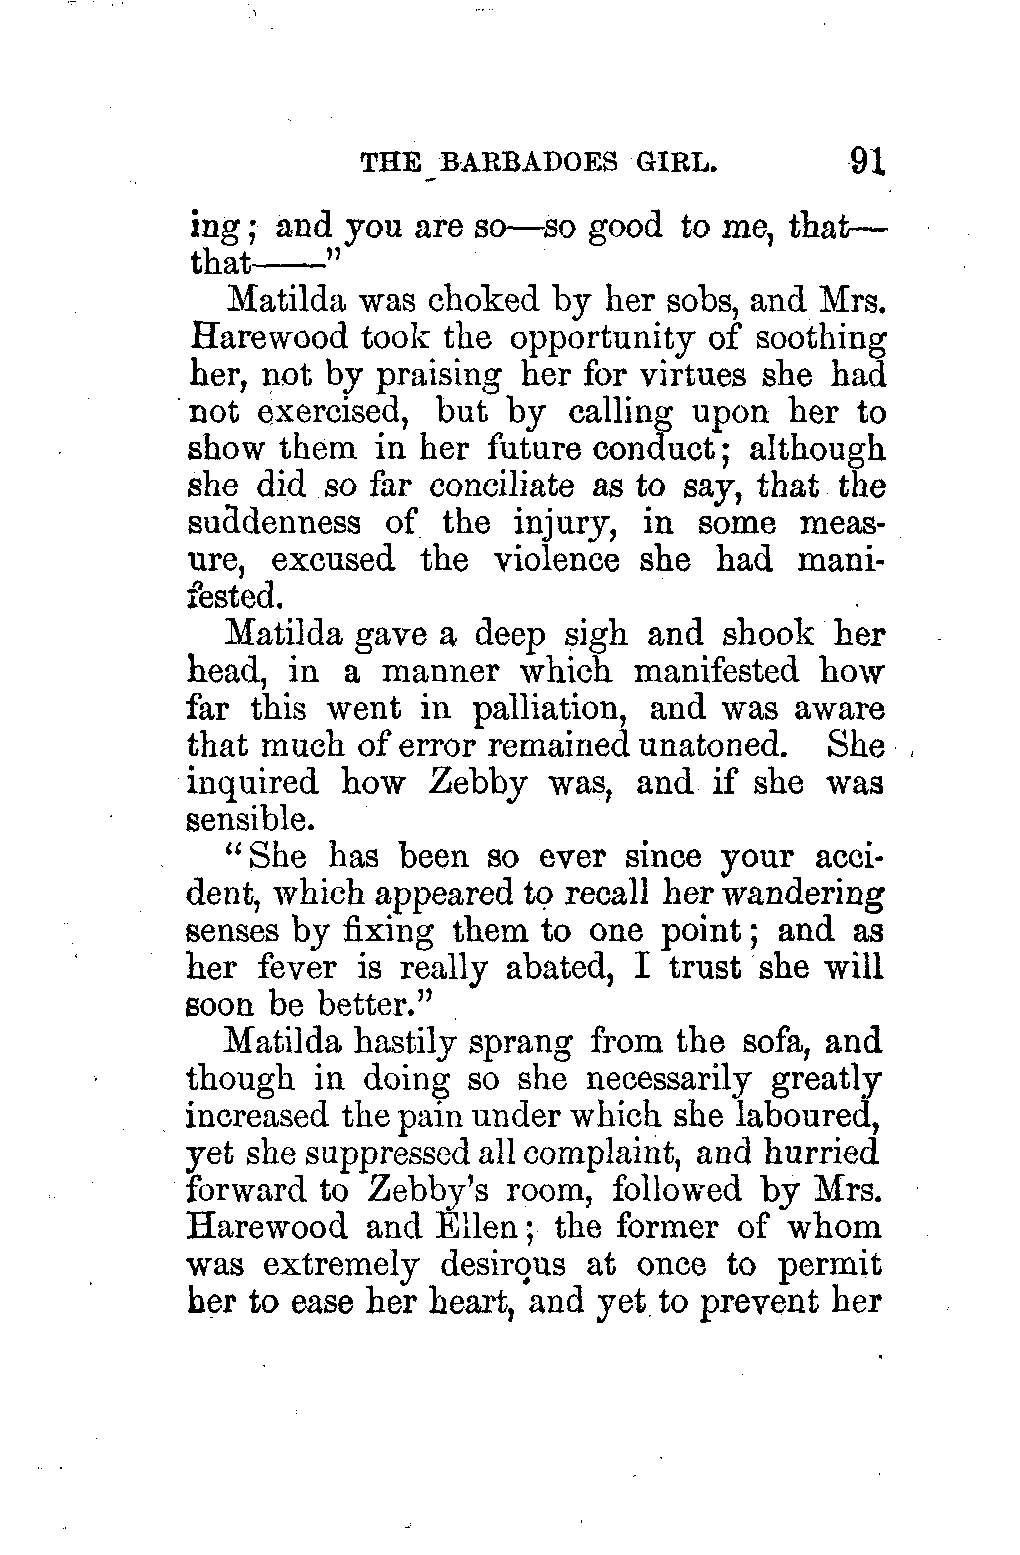 THE BARBADOES GIRL. 91
ing; and you are so—so good to me, that—
that——"
Matilda was choked by her sobs, and Mrs.
Harewood took the opportunity of soothing
her, not by praising her for virtues she had
not exercised, but by calling upon her to
show them in her future conduct; although
she did so far conciliate as to say, that the
suddenness of the injury, in some meas-
ure, excused the violence she had mani-
fested.
Matilda gave a deep sigh and shook her
head, in a manner which manifested how
far this went in palliation, and was aware
that much of error remained unatoned. She
inquired how Zebby was, and if she was
sensible.
"She has been so ever since your acci-
dent, which appeared to recall her wandering
senses by fixing them to one point; and as
her fever is really abated, I trust she will
soon be better."
Matilda hastily sprang from the sofa, and
though in doing so she necessarily greatly
increased the pain under which she laboured,
yet she suppressed all complaint, and hurried
forward to Zebby's room, followed by Mrs.
Harewood and Ellen; the former of whom
was extremely desirous at once to permit
her to ease her heart, and yet to prevent her